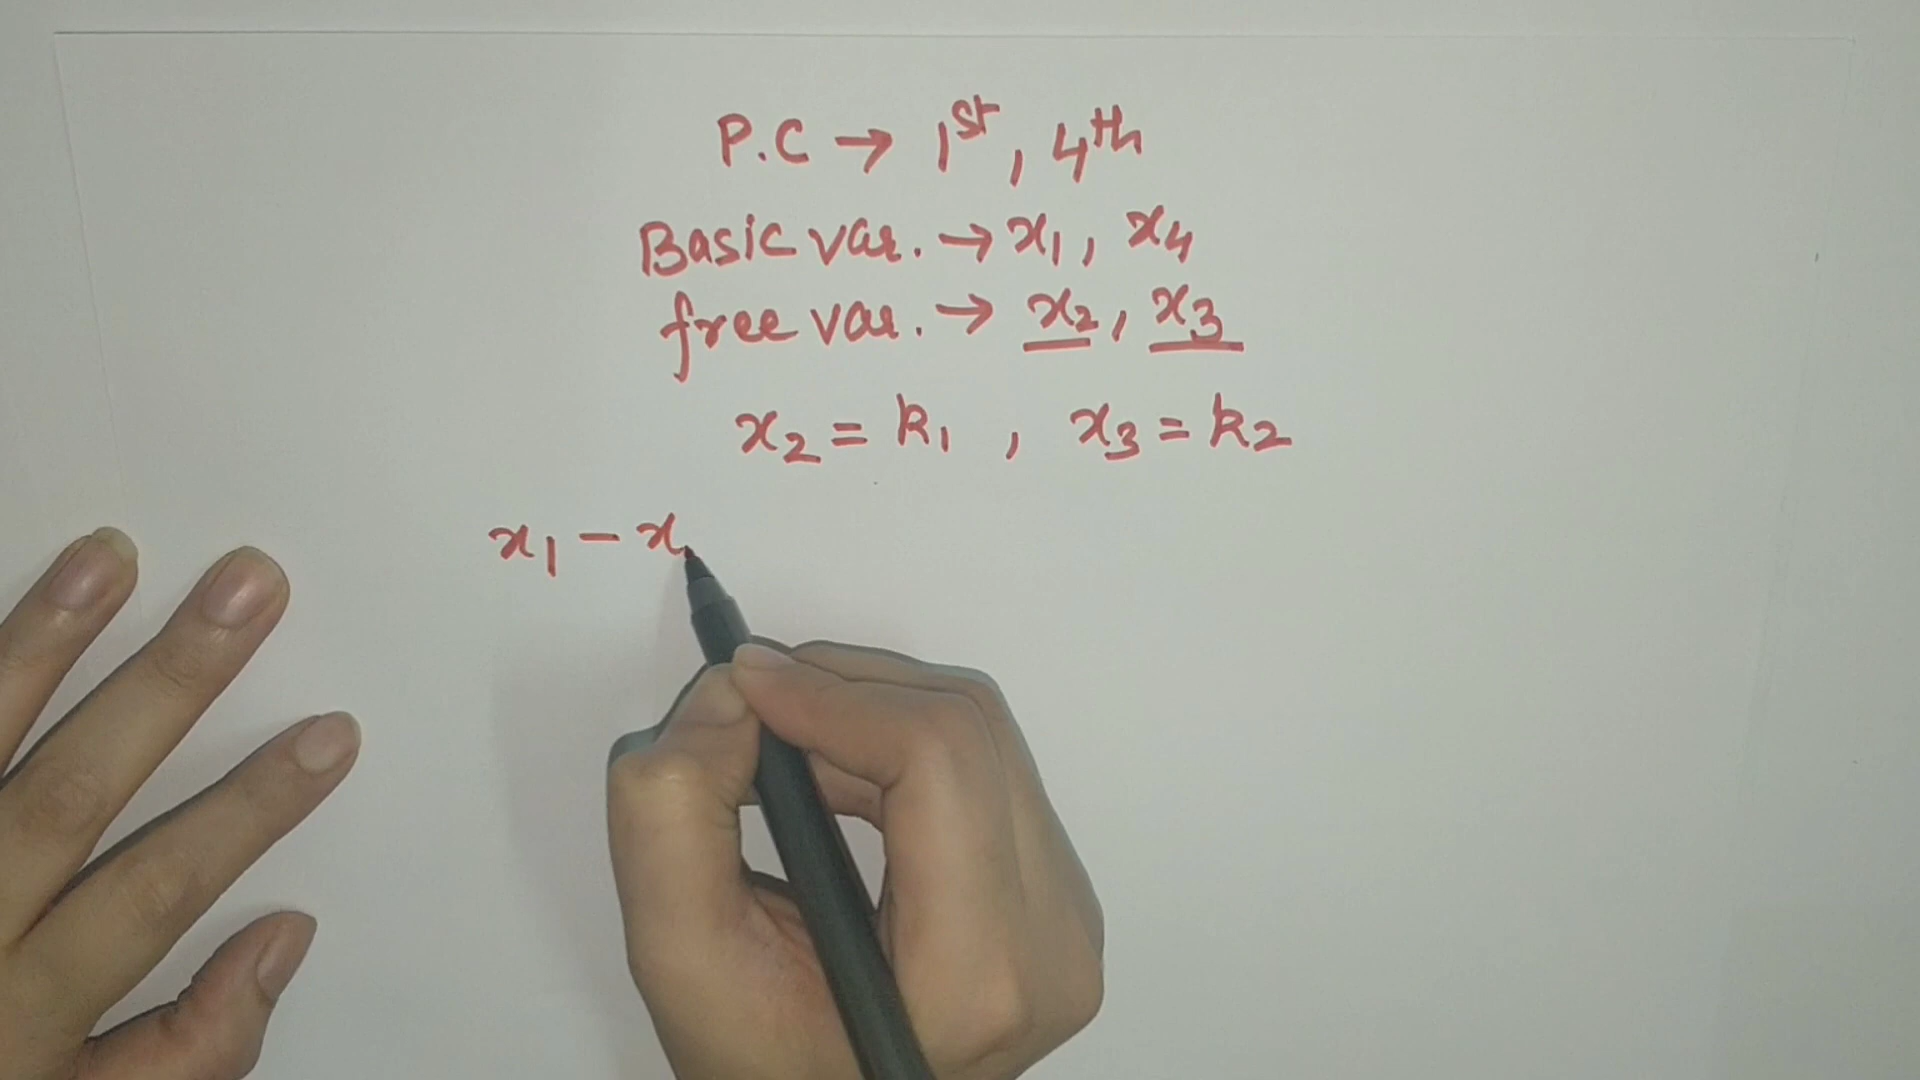 P.C → 1st, 4th
Basic var. → x1, x4
free var. → x2, x3
x2 = k1 , x3 = k2
x1 - x